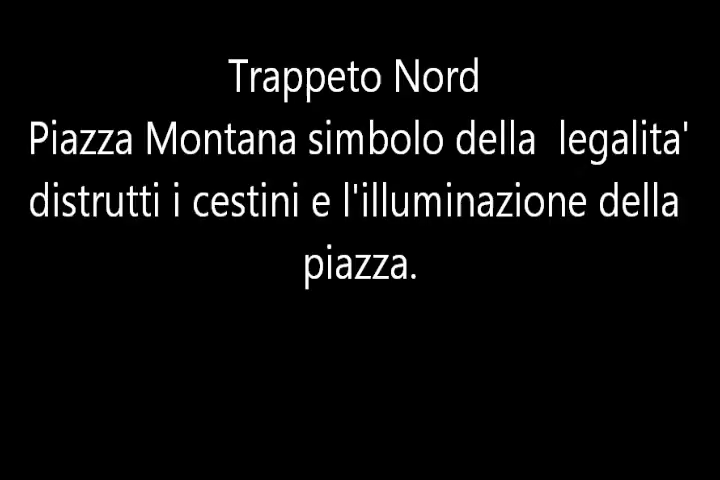 Trappeto Nord
Piazza Montana simbolo della  legalita'
distrutti i cestini e l'illuminazione della
piazza.